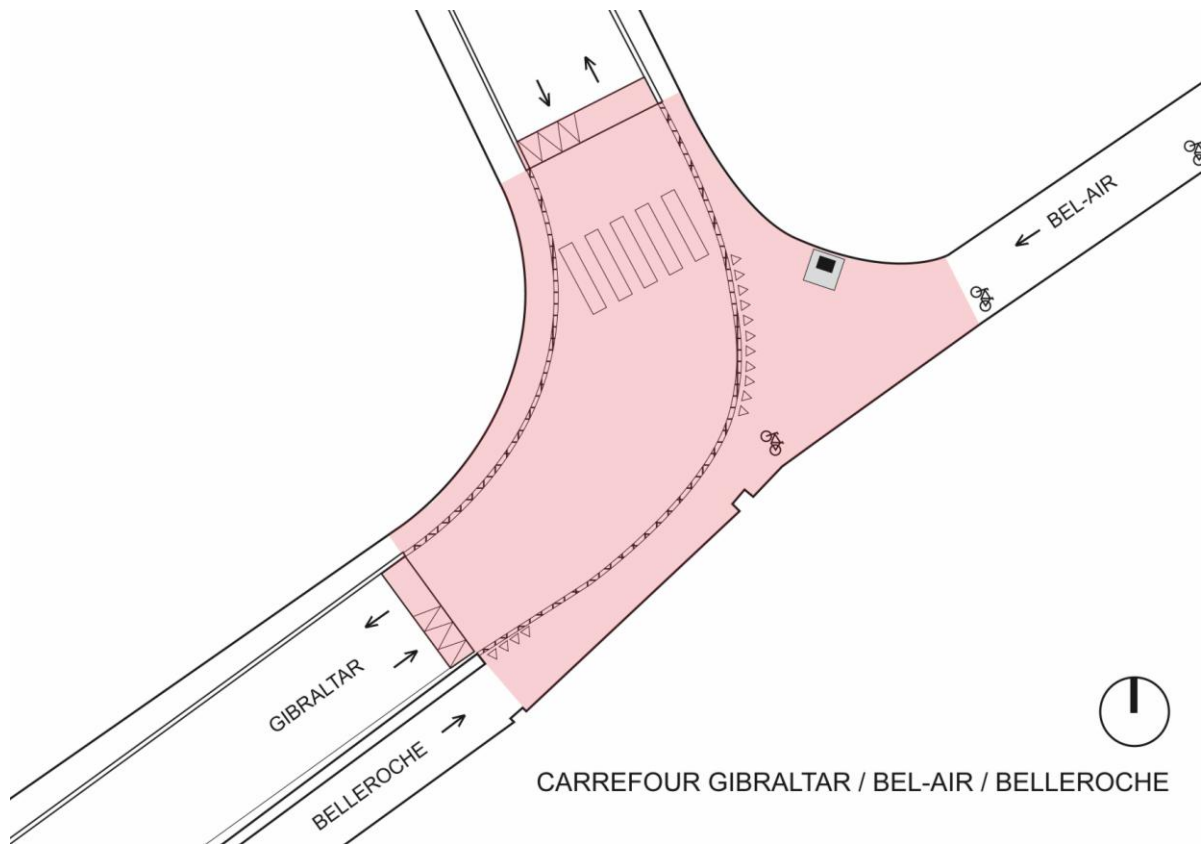 BEL-AIR
GIBRALTAR
BELLEROCHE
CARREFOUR GIBRALTAR / BEL-AIR / BELLEROCHE